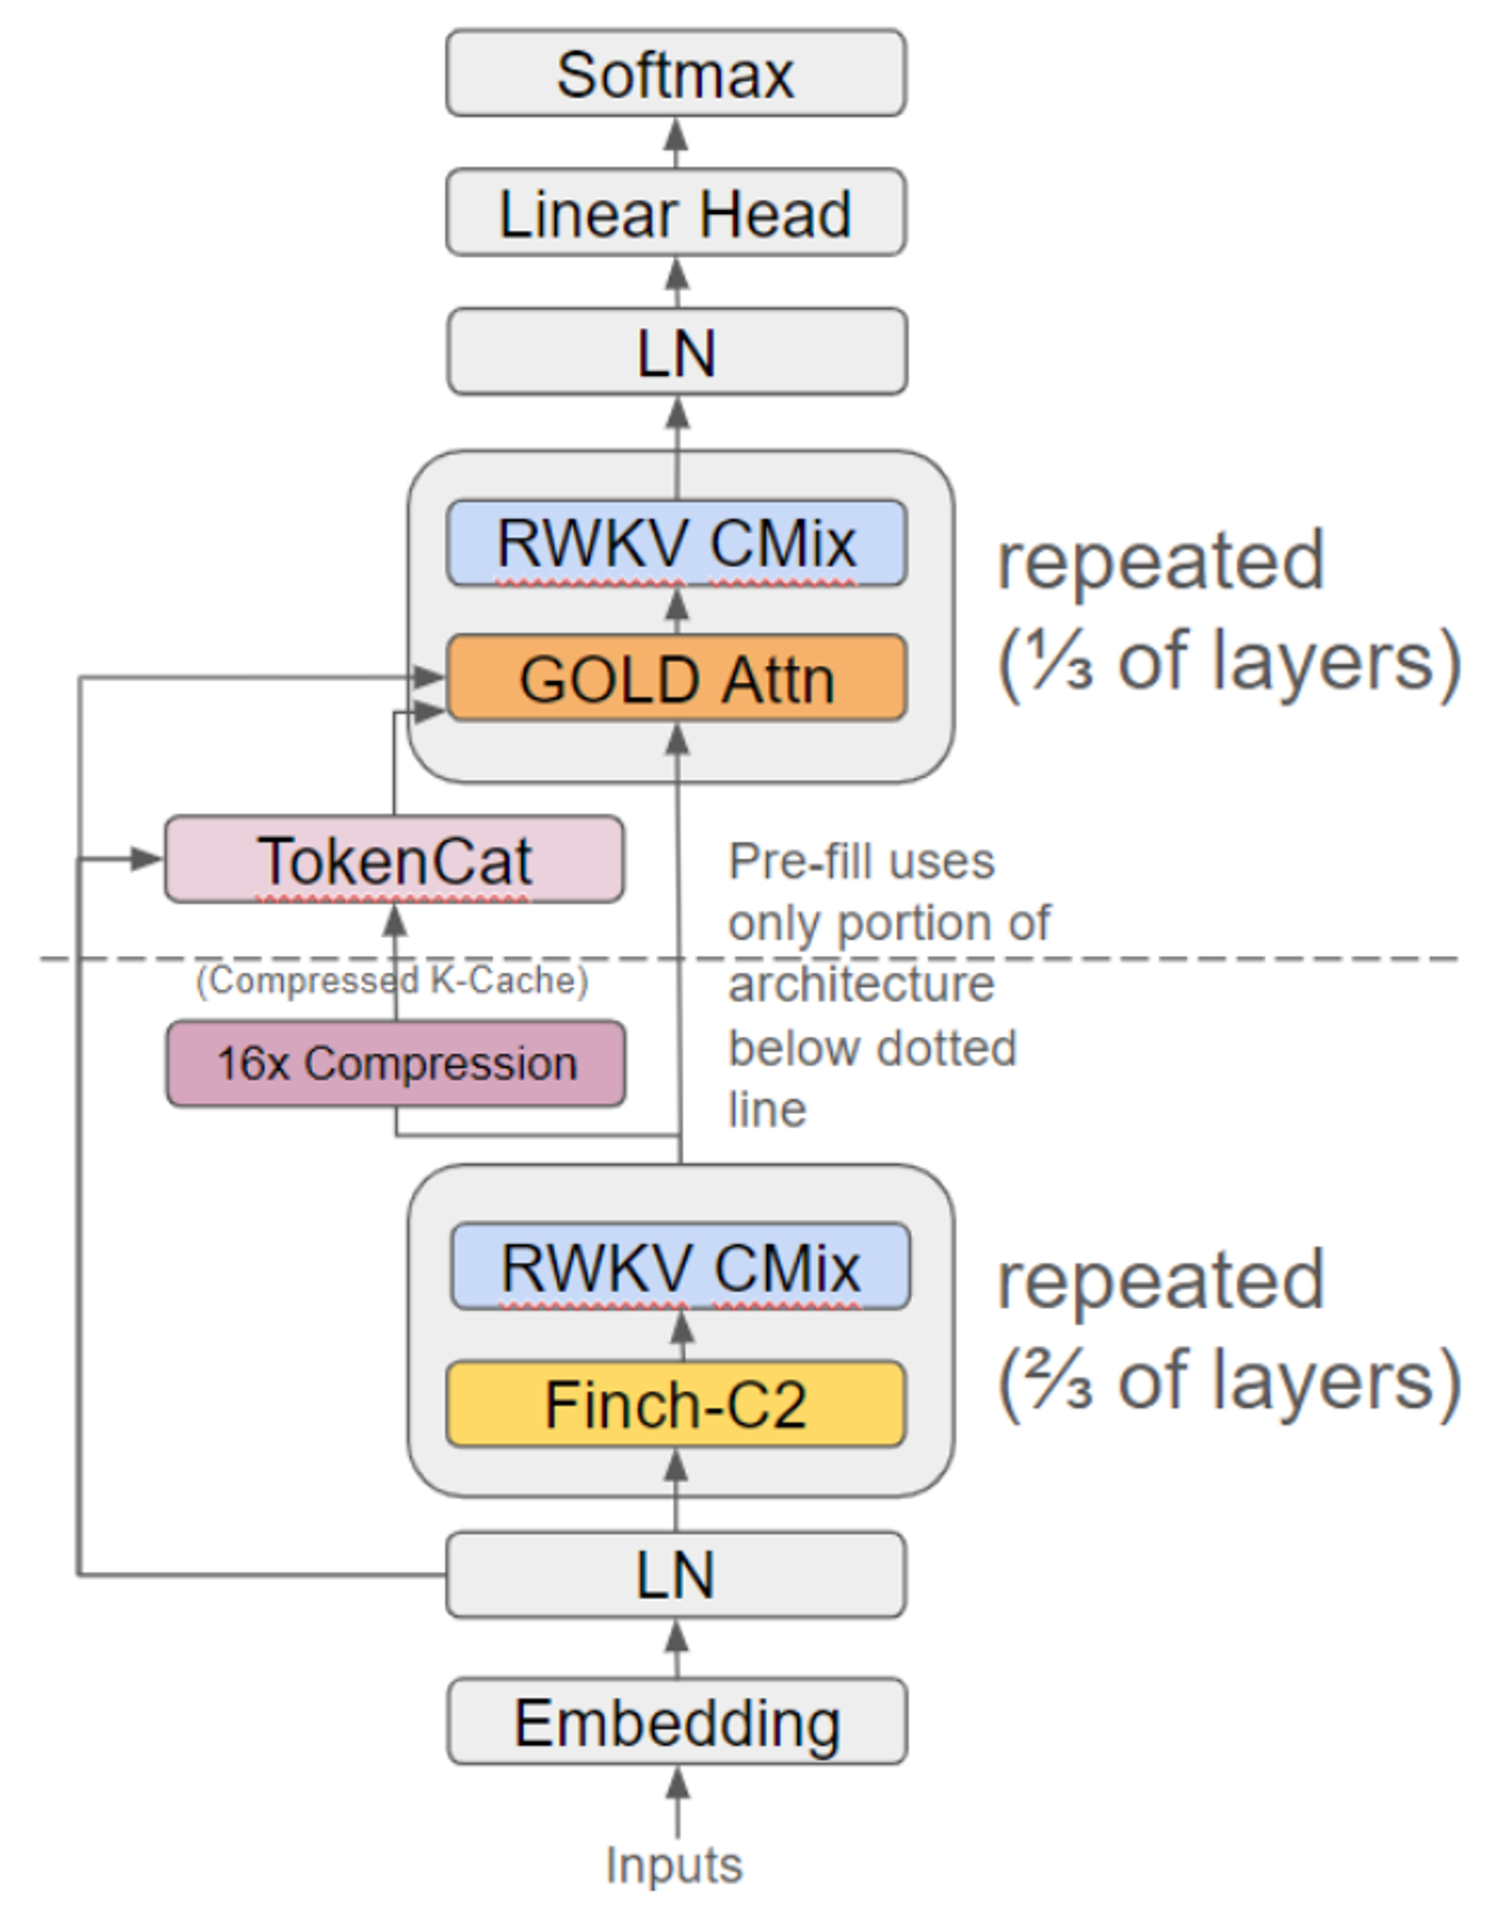 Softmax
Linear Head
LN
RWKV CMix
repeated
(⅓ of layers)
GOLD Attn
TokenCat
Pre-fill uses
only portion of
architecture
below dotted
line
(Compressed K-Cache)
16x Compression
RWKV CMix
repeated
(⅔ of layers)
Finch-C2
LN
Embedding
Inputs